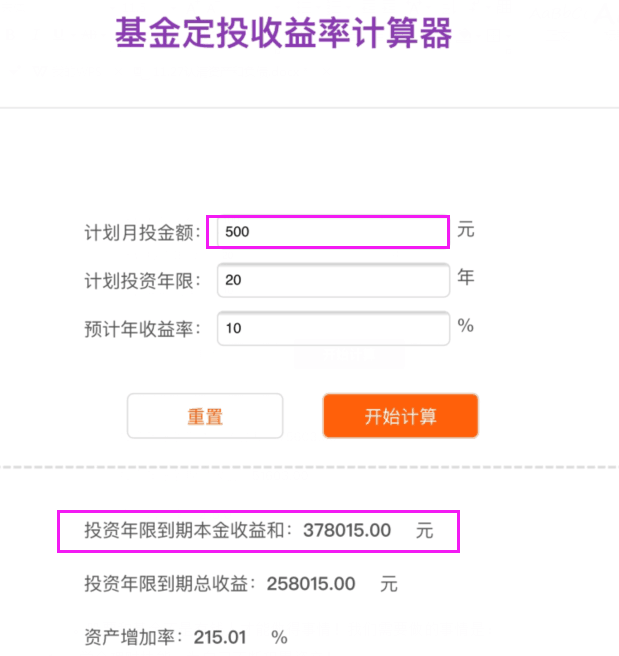 基金定投收益率计算器
计划月投金额： 500 元
计划投资年限： 20 年
预计年收益率： 10 %
重置 开始计算
投资年限到期本金收益和： 378015.00 元
投资年限到期总收益： 258015.00 元
资产增加率： 215.01 %